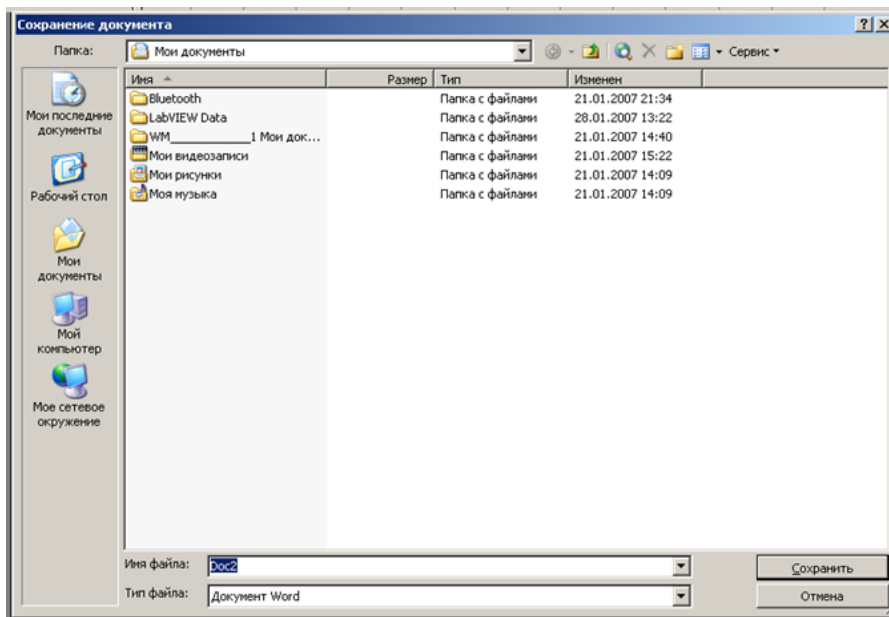 Сохранение документа
Папка:
Мои документы
Сервис
Имя Размер Тип Изменен
Bluetooth Папка с файлами 21.01.2007 21:34
LabVIEW Data Папка с файлами 28.01.2007 13:22
WM____________1 Мои док... Папка с файлами 21.01.2007 14:40
Мои видеозаписи Папка с файлами 21.01.2007 15:22
Мои рисунки Папка с файлами 21.01.2007 14:09
Моя музыка Папка с файлами 21.01.2007 14:09
Мои последние
документы
Рабочий стол
Мои
документы
Мой
компьютер
Мое сетевое
окружение
Имя файла: Doc2 Сохранить
Тип файла: Документ Word Отмена